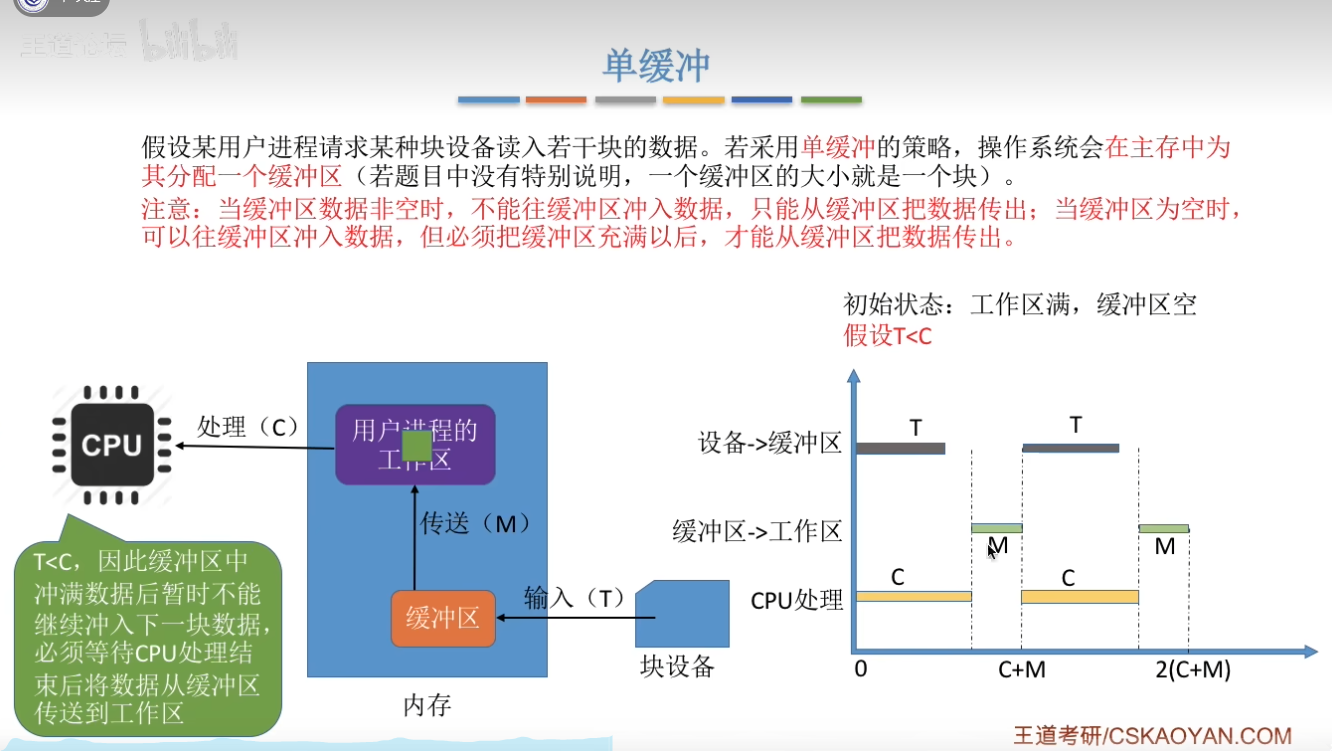 王道论坛 bilibili
单缓冲
假设某用户进程请求某种块设备读入若干块的数据。若采用单缓冲的策略，操作系统会在主存中为
其分配一个缓冲区（若题目中没有特别说明，一个缓冲区的大小就是一个块）。
注意：当缓冲区数据非空时，不能往缓冲区冲入数据，只能从缓冲区把数据传出；当缓冲区为空时，
可以往缓冲区冲入数据，但必须把缓冲区充满以后，才能从缓冲区把数据传出。
初始状态：工作区满，缓冲区空
假设T<C
CPU
处理（C）
用户进程的
工作区
传送（M）
缓冲区
输入（T）
块设备
内存
T<C，因此缓冲区中
冲满数据后暂时不能
继续冲入下一块数据，
必须等待CPU处理结
束后将数据从缓冲区
传送到工作区
设备->缓冲区
T
T
缓冲区->工作区
M
M
CPU处理
C
C
0
C+M
2(C+M)
王道考研/CSKAOYAN.COM